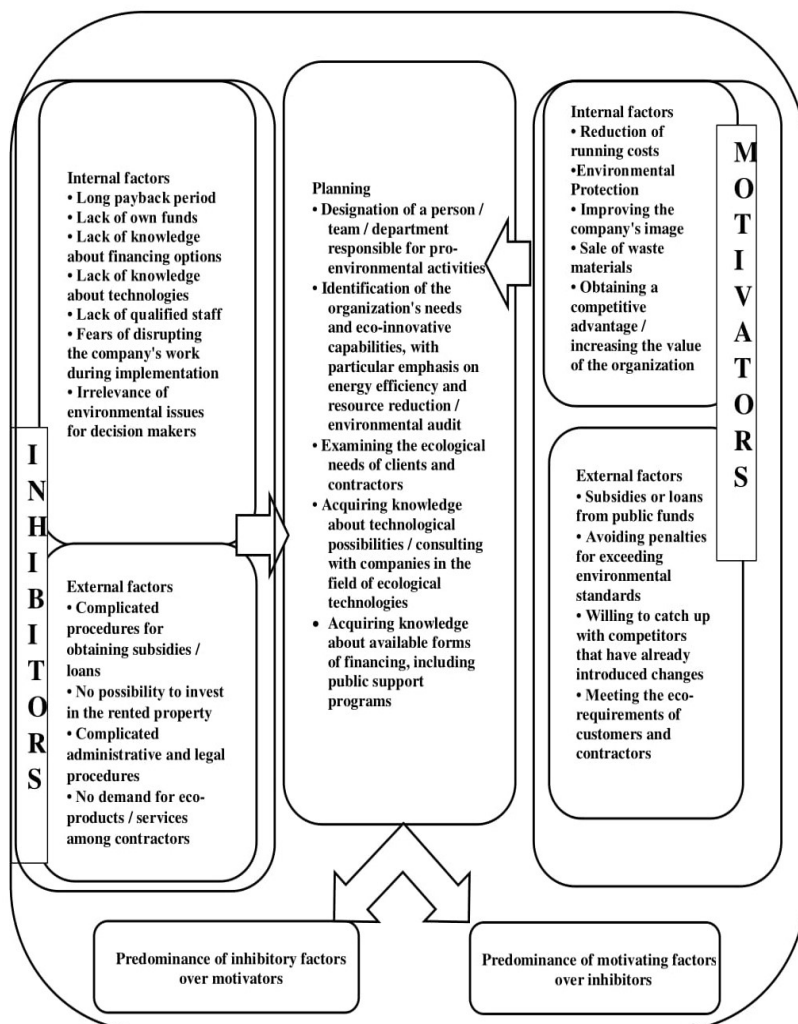 Internal factors
• Long payback period
• Lack of own funds
• Lack of knowledge
about financing options
• Lack of knowledge
about technologies
• Lack of qualified staff
• Fears of disrupting
the company's work
during implementation
• Irrelevance of
environmental issues
for decision makers
INHIBITORS
External factors
• Complicated
procedures for
obtaining subsidies /
loans
• No possibility to invest
in the rented property
• Complicated
administrative and legal
procedures
• No demand for eco-
products / services
among contractors
Planning
• Designation of a person /
team / department
responsible for pro-
environmental activities
• Identification of the
organization's needs
and eco-innovative
capabilities, with
particular emphasis on
energy efficiency and
resource reduction /
environmental audit
• Examining the ecological
needs of clients and
contractors
• Acquiring knowledge
about technological
possibilities / consulting
with companies in the
field of ecological
technologies
• Acquiring knowledge
about available forms
of financing, including
public support
programs
Internal factors
• Reduction of
running costs
•Environmental
Protection
• Improving the
company's image
• Sale of waste
materials
• Obtaining a
competitive
advantage /
increasing the value
of the organization
MOTIVATORS
External factors
• Subsidies or loans
from public funds
• Avoiding penalties
for exceeding
environmental
standards
• Willing to catch up
with competitors
that have already
introduced changes
• Meeting the eco-
requirements of
customers and
contractors
Predominance of inhibitory factors
over motivators
Predominance of motivating factors
over inhibitors